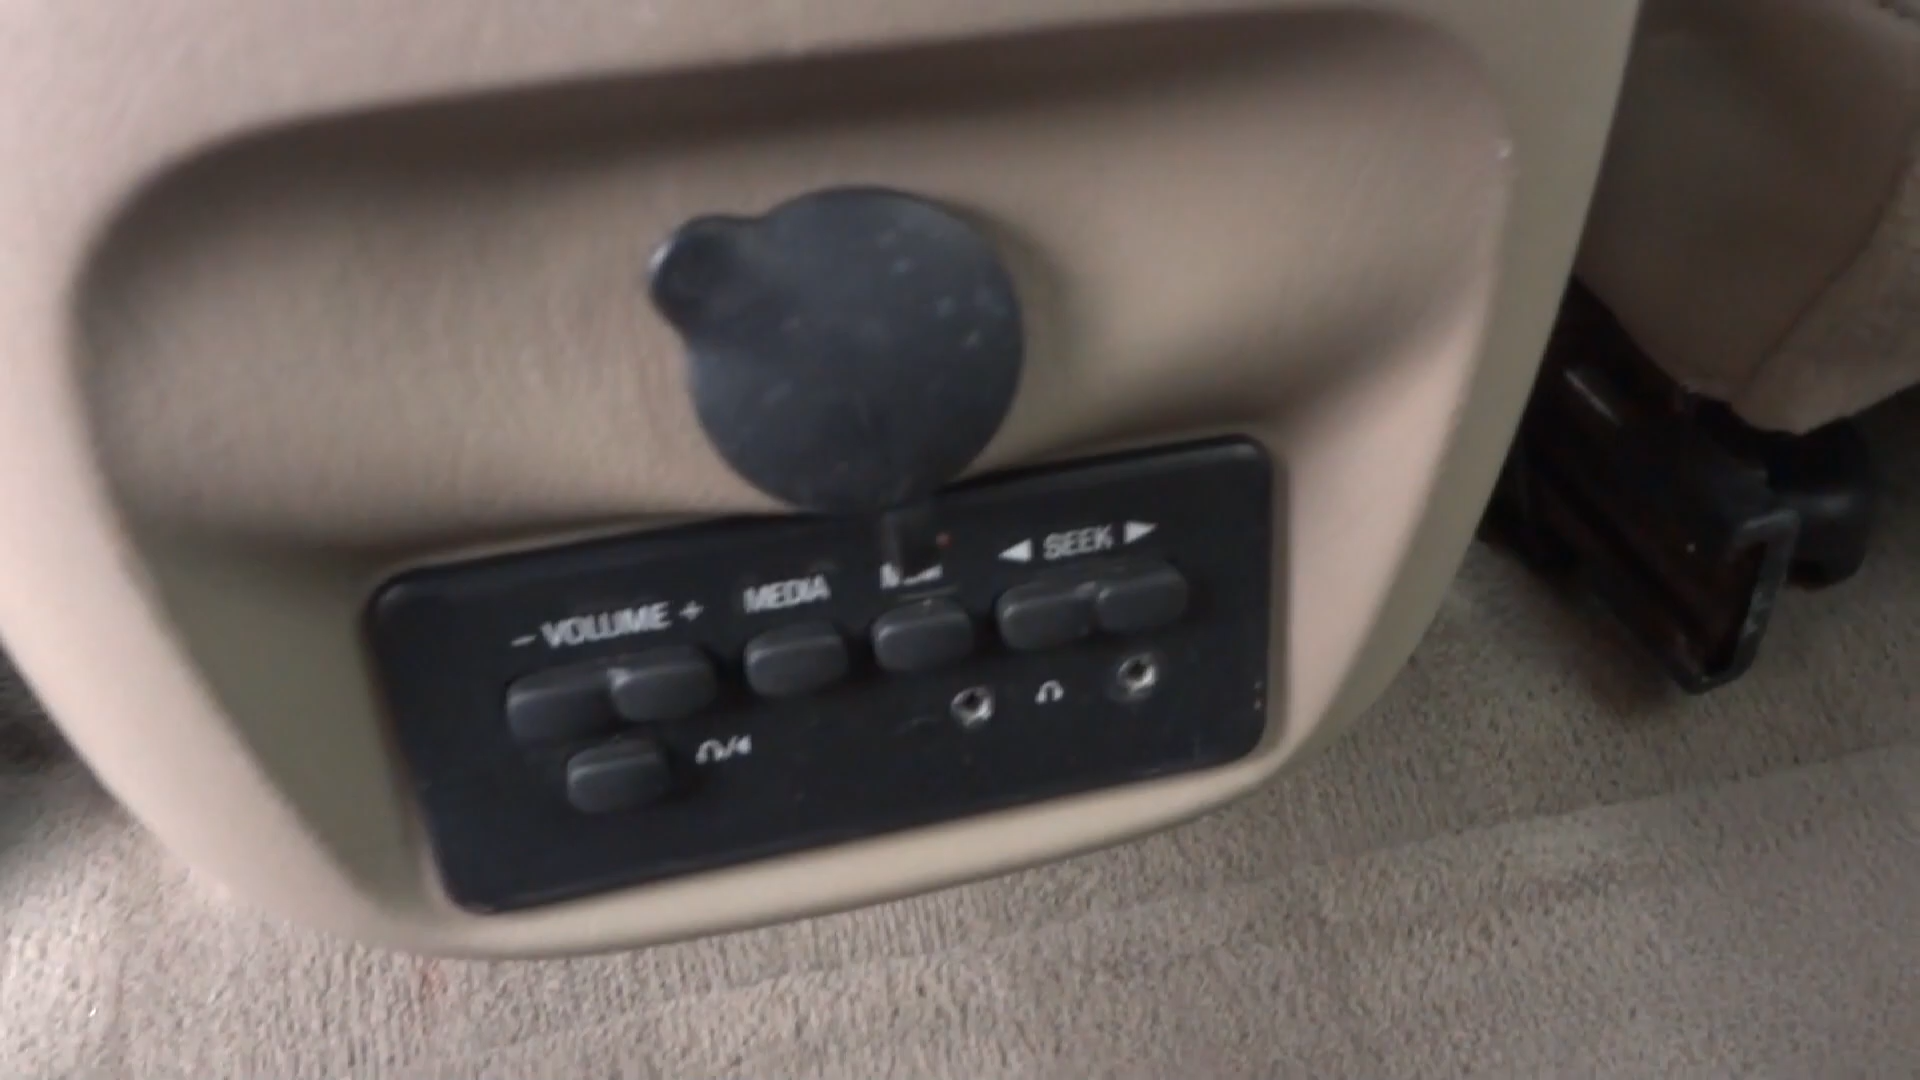 ◀ SEEK ▶
MEDIA
- VOLUME +